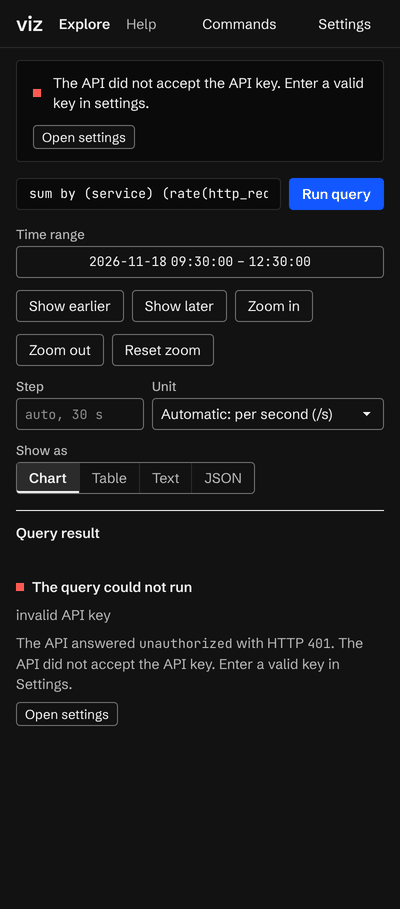 viz Explore Help Commands Settings
The API did not accept the API key. Enter a valid
key in settings.
Open settings
sum by (service) (rate(http_rec Run query
Time range
2026-11-18 09:30:00 – 12:30:00
Show earlier Show later Zoom in
Zoom out Reset zoom
Step Unit
auto, 30 s Automatic: per second (/s)
Show as
Chart Table Text JSON
Query result
The query could not run
invalid API key
The API answered unauthorized with HTTP 401. The
API did not accept the API key. Enter a valid key in
Settings.
Open settings